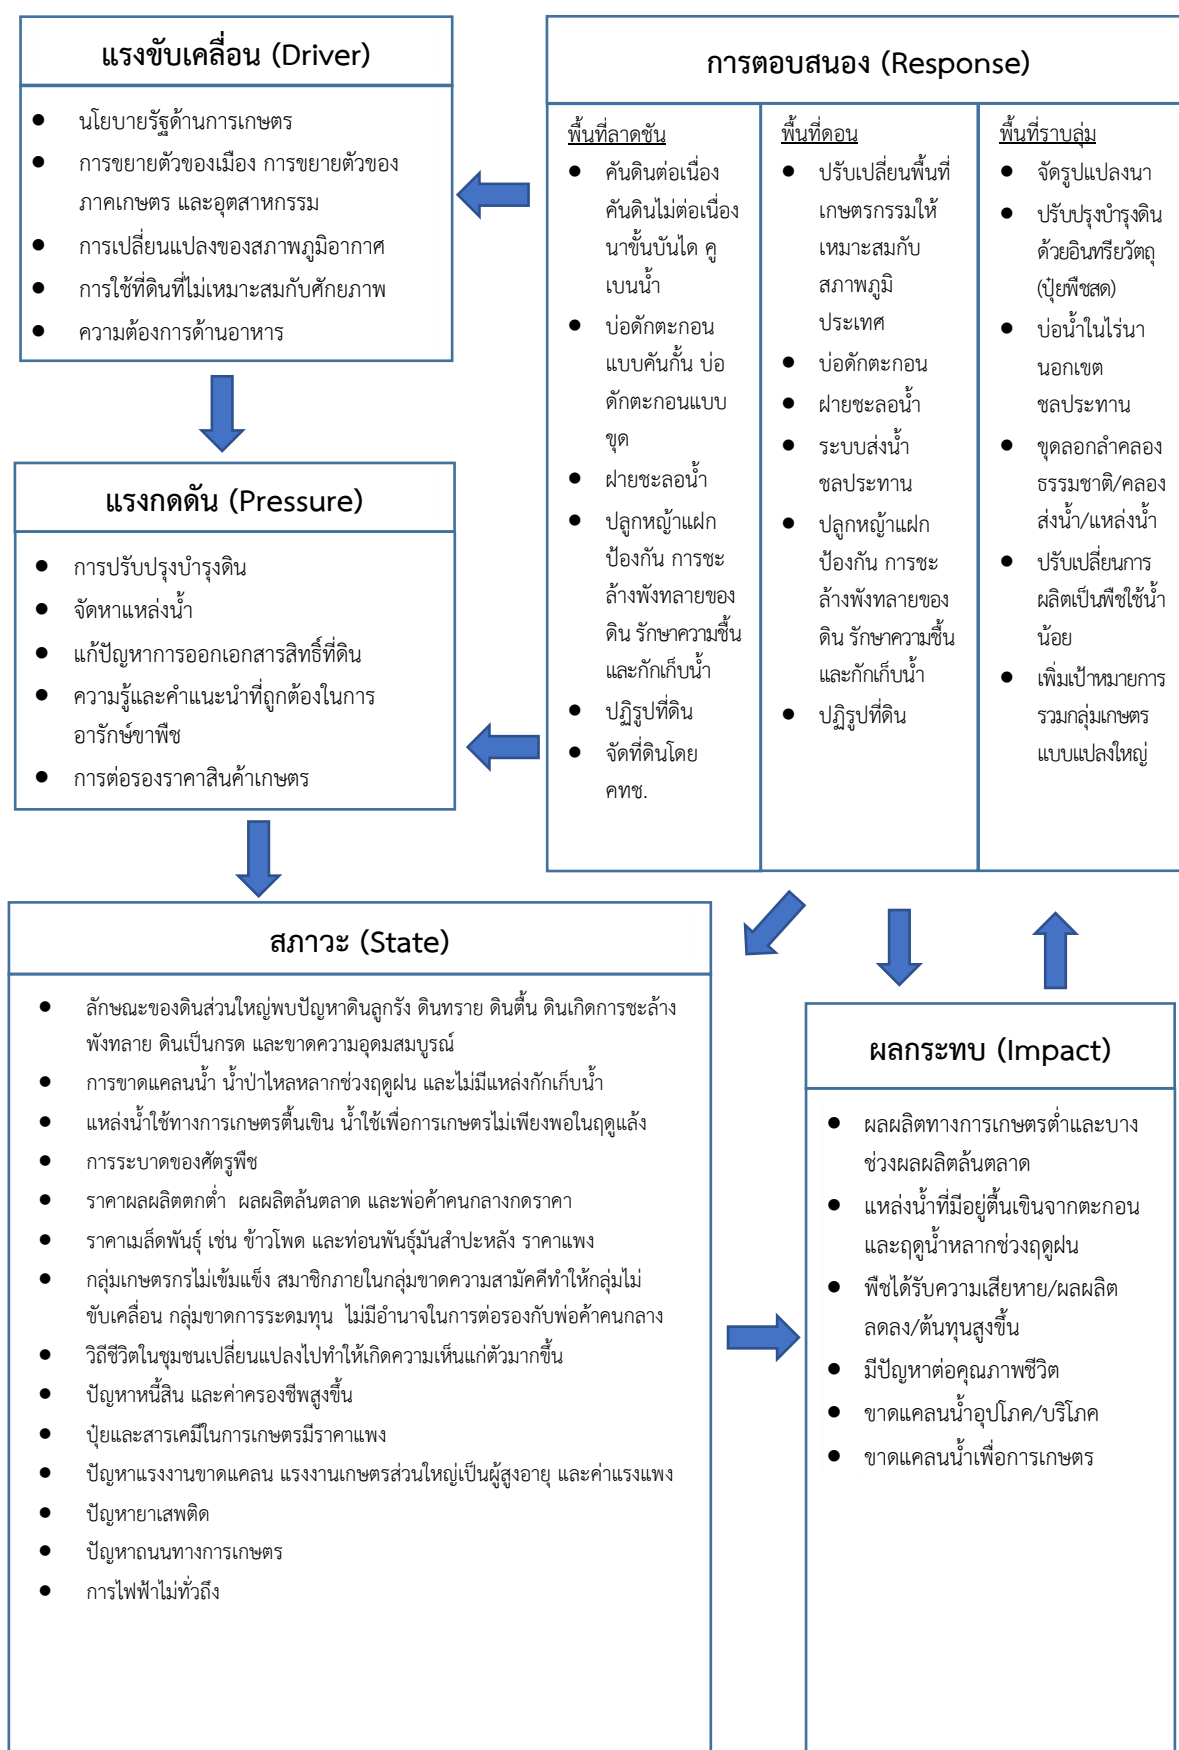 แรงขับเคลื่อน (Driver)
นโยบายรัฐด้านการเกษตร
การขยายตัวของเมือง การขยายตัวของ
ภาคเกษตร และอุตสาหกรรม
การเปลี่ยนแปลงของสภาพภูมิอากาศ
การใช้ที่ดินที่ไม่เหมาะสมกับศักยภาพ
ความต้องการด้านอาหาร
การตอบสนอง (Response)
พื้นที่ลาดชัน
คันดินต่อเนื่อง
คันดินไม่ต่อเนื่อง
นาขั้นบันได คู
เบนน้ำ
บ่อดักตะกอน
แบบคันกั้น บ่อ
ดักตะกอนแบบ
ขุด
ฝายชะลอน้ำ
ปลูกหญ้าแฝก
ป้องกัน การชะ
ล้างพังทลายของ
ดิน รักษาความชื้น
และกักเก็บน้ำ
ปฏิรูปที่ดิน
จัดที่ดินโดย
คทช.
พื้นที่ดอน
ปรับเปลี่ยนพื้นที่
เกษตรกรรมให้
เหมาะสมกับ
สภาพภูมิ
ประเทศ
บ่อดักตะกอน
ฝายชะลอน้ำ
ระบบส่งน้ำ
ชลประทาน
ปลูกหญ้าแฝก
ป้องกัน การชะ
ล้างพังทลายของ
ดิน รักษาความชื้น
และกักเก็บน้ำ
ปฏิรูปที่ดิน
พื้นที่ราบลุ่ม
จัดรูปแปลงนา
ปรับปรุงบำรุงดิน
ด้วยอินทรียวัตถุ
(ปุ๋ยพืชสด)
บ่อน้ำในไร่นา
นอกเขต
ชลประทาน
ขุดลอกลำคลอง
ธรรมชาติ/คลอง
ส่งน้ำ/แหล่งน้ำ
ปรับเปลี่ยนการ
ผลิตเป็นพืชใช้น้ำ
น้อย
เพิ่มเป้าหมายการ
รวมกลุ่มเกษตร
แบบแปลงใหญ่
แรงกดดัน (Pressure)
การปรับปรุงบำรุงดิน
จัดหาแหล่งน้ำ
แก้ปัญหาการออกเอกสารสิทธิ์ที่ดิน
ความรู้และคำแนะนำที่ถูกต้องในการ
อารักษ์ขาพืช
การต่อรองราคาสินค้าเกษตร
สภาวะ (State)
ลักษณะของดินส่วนใหญ่พบปัญหาดินลูกรัง ดินทราย ดินตื้น ดินเกิดการชะล้าง
พังทลาย ดินเป็นกรด และขาดความอุดมสมบูรณ์
การขาดแคลนน้ำ น้ำป่าไหลหลากช่วงฤดูฝน และไม่มีแหล่งกักเก็บน้ำ
แหล่งน้ำใช้ทางการเกษตรตื้นเขิน น้ำใช้เพื่อการเกษตรไม่เพียงพอในฤดูแล้ง
การระบาดของศัตรูพืช
ราคาผลผลิตตกต่ำ  ผลผลิตล้นตลาด และพ่อค้าคนกลางกดราคา
ราคาเมล็ดพันธุ์ เช่น ข้าวโพด และท่อนพันธุ์มันสำปะหลัง ราคาแพง
กลุ่มเกษตรกรไม่เข้มแข็ง สมาชิกภายในกลุ่มขาดความสามัคคีทำให้กลุ่มไม่
ขับเคลื่อน กลุ่มขาดการระดมทุน  ไม่มีอำนาจในการต่อรองกับพ่อค้าคนกลาง
วิถีชีวิตในชุมชนเปลี่ยนแปลงไปทำให้เกิดความเห็นแก่ตัวมากขึ้น
ปัญหาหนี้สิน และค่าครองชีพสูงขึ้น
ปุ๋ยและสารเคมีในการเกษตรมีราคาแพง
ปัญหาแรงงานขาดแคลน แรงงานเกษตรส่วนใหญ่เป็นผู้สูงอายุ และค่าแรงแพง
ปัญหายาเสพติด
ปัญหาถนนทางการเกษตร
การไฟฟ้าไม่ทั่วถึง
ผลกระทบ (Impact)
ผลผลิตทางการเกษตรต่ำและบาง
ช่วงผลผลิตล้นตลาด
แหล่งน้ำที่มีอยู่ตื้นเขินจากตะกอน
และฤดูน้ำหลากช่วงฤดูฝน
พืชได้รับความเสียหาย/ผลผลิต
ลดลง/ต้นทุนสูงขึ้น
มีปัญหาต่อคุณภาพชีวิต
ขาดแคลนน้ำอุปโภค/บริโภค
ขาดแคลนน้ำเพื่อการเกษตร